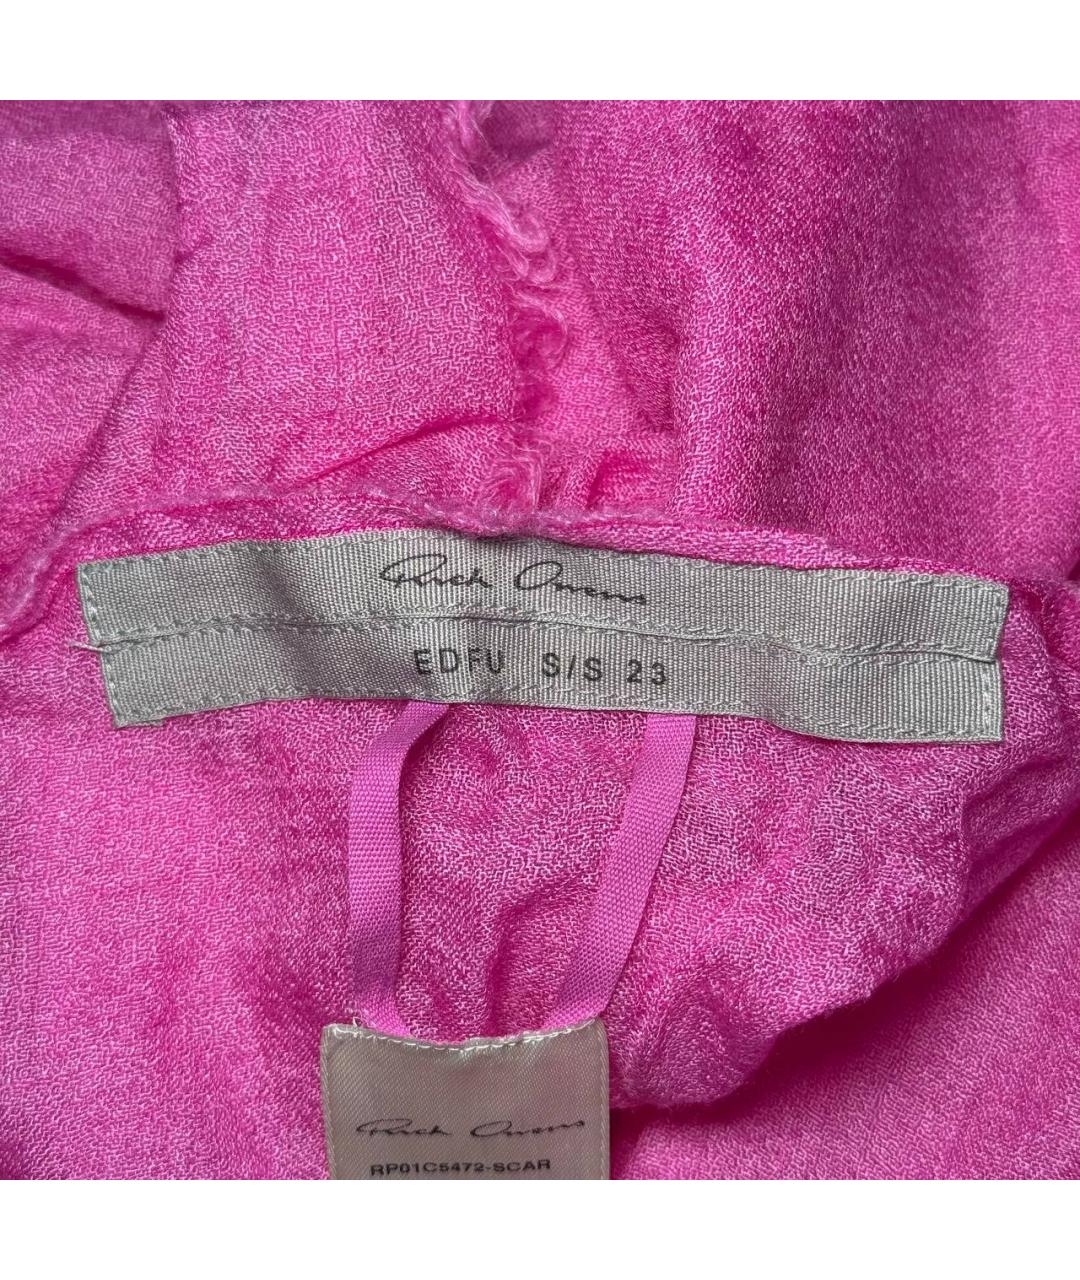 Rick Owens
EDFU S/S 23
Rick Owens
RP01C5472-SCAR